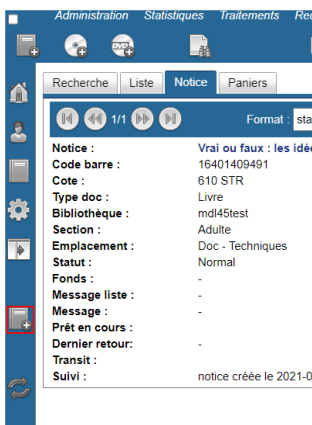 Administration Statistiques Traitements
DVD
Recherche Liste Notice Paniers
1/1 Format :
Notice : Vrai ou faux : les
Code barre : 16401409491
Cote : 610 STR
Type doc : Livre
Bibliothèque : mdl45test
Section : Adulte
Emplacement : Doc - Techniques
Statut : Normal
Fonds : -
Message liste : -
Message : -
Prêt en cours :
Dernier retour: -
Transit :
Suivi : notice créée le 2021-0